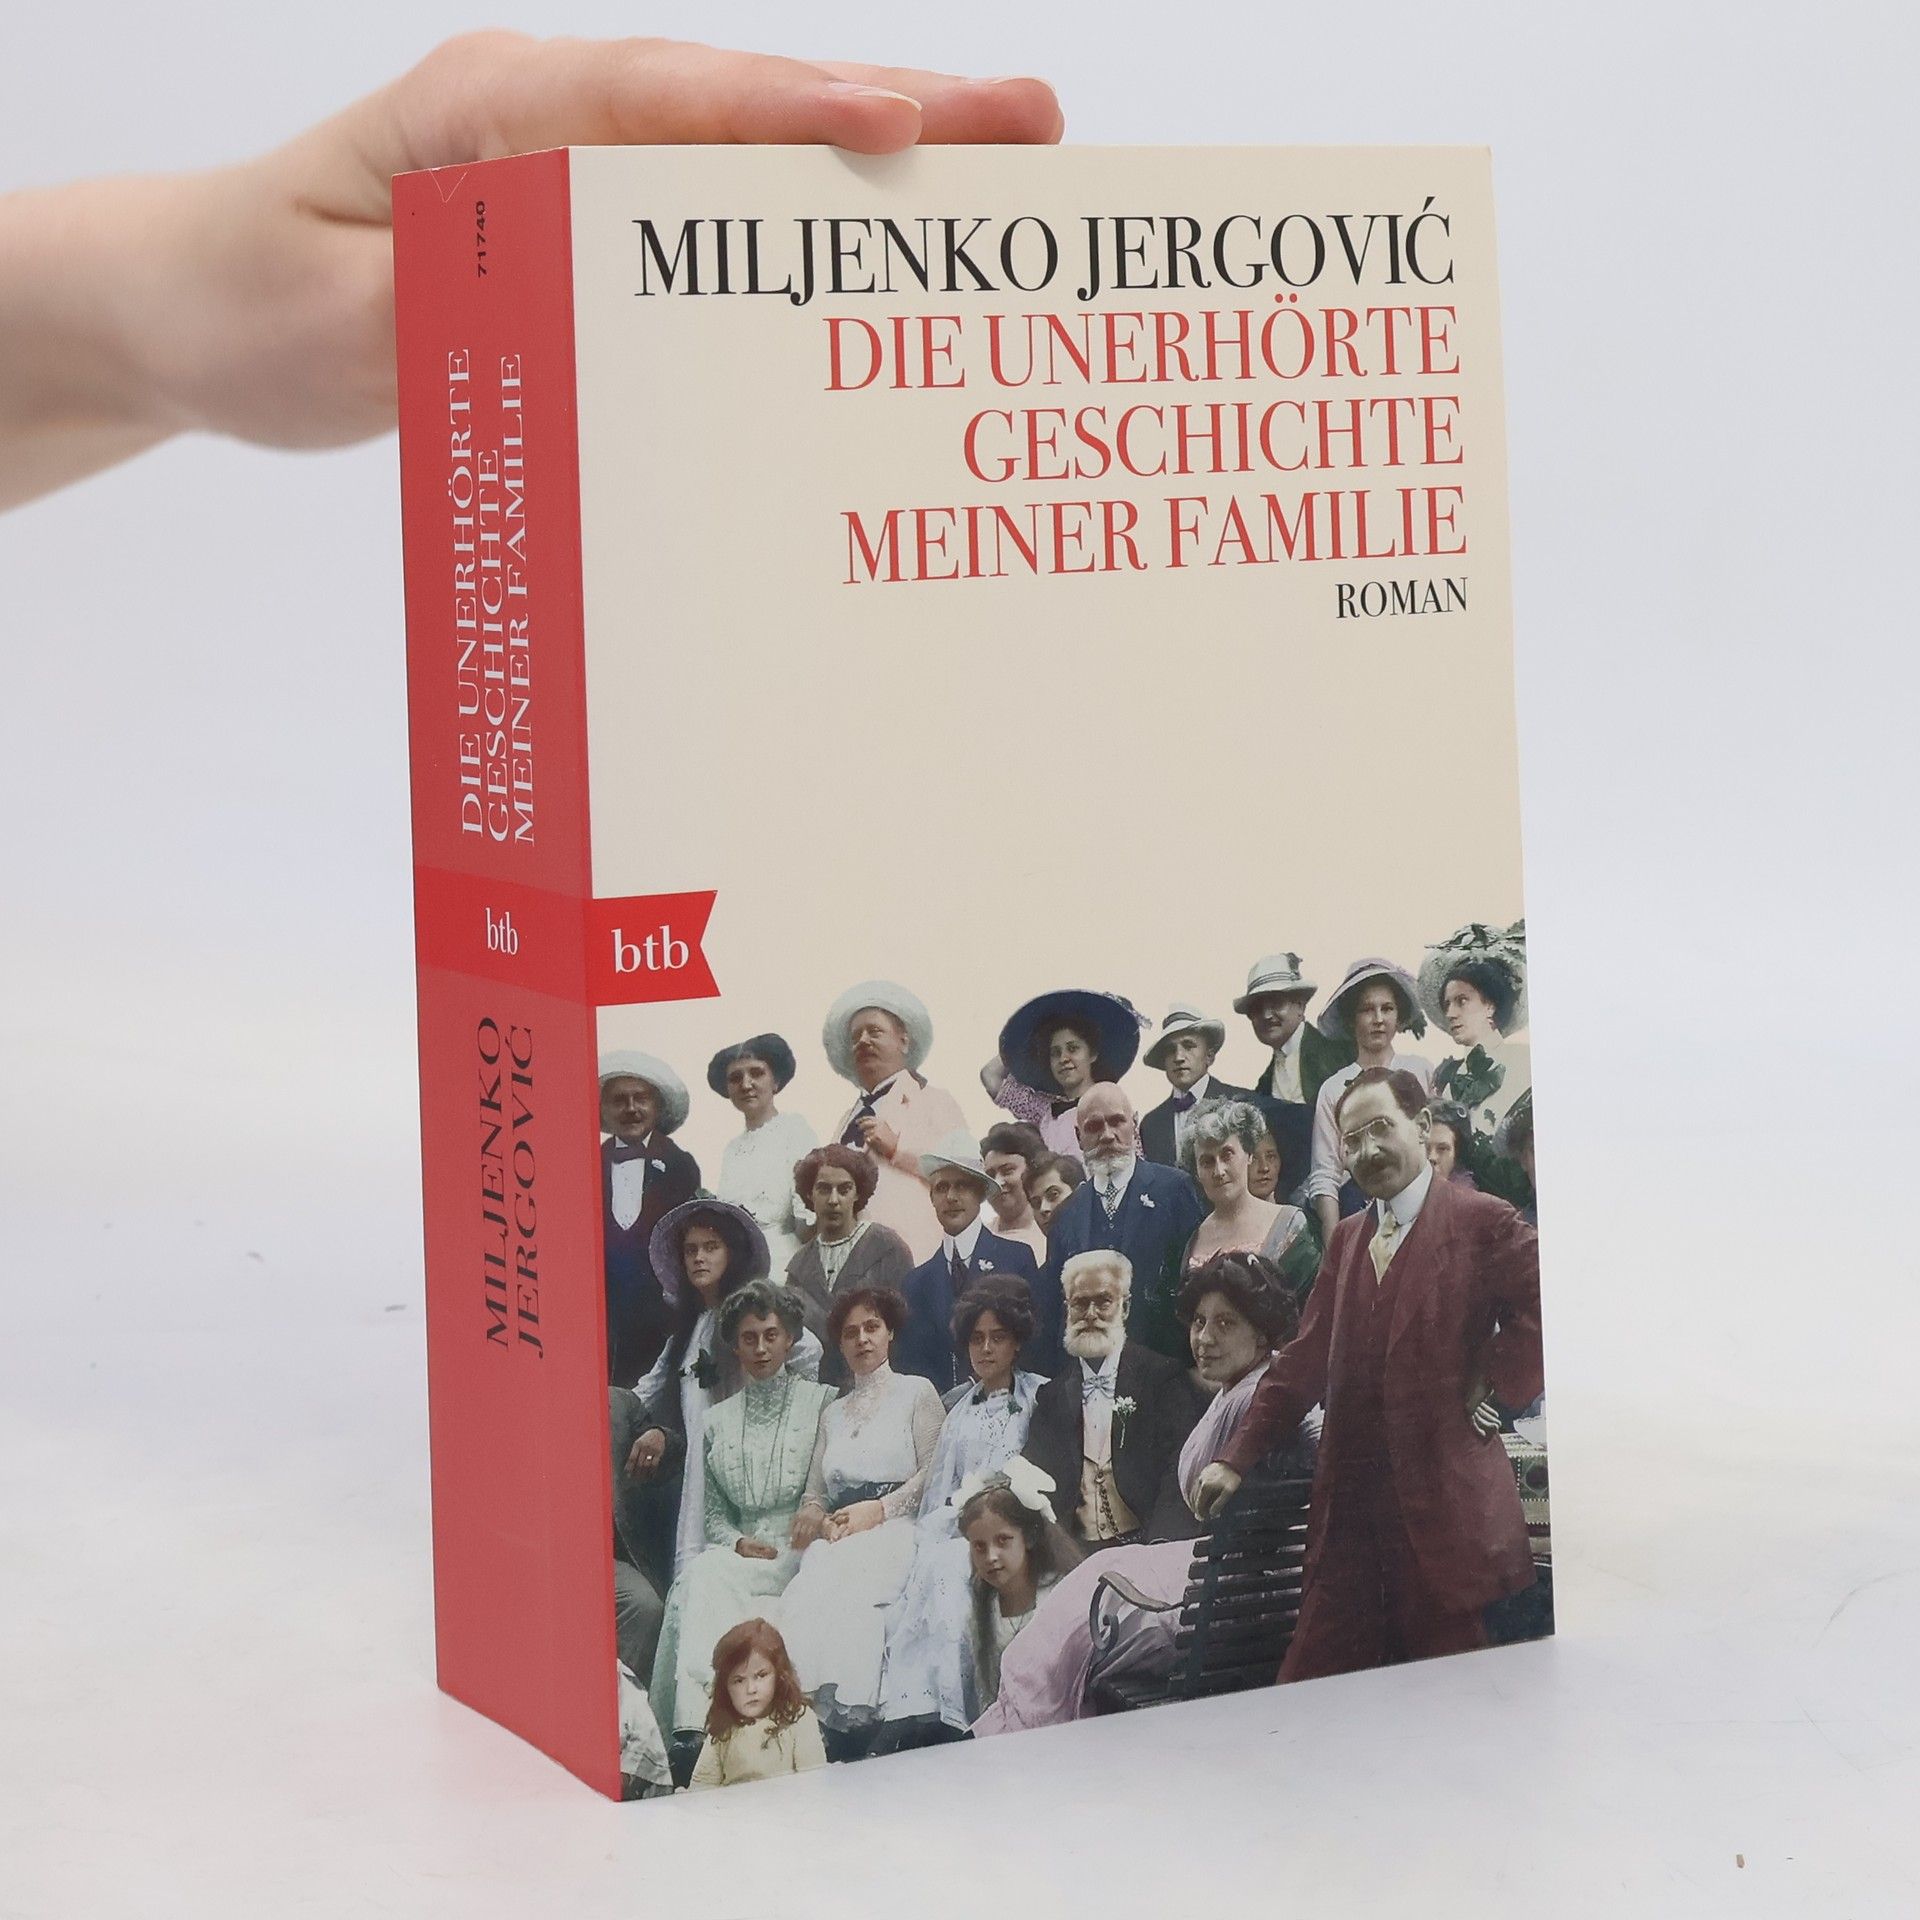 MILJENKO JERGOVIĆ
DIE UNERHÖRTE
GESCHICHTE
MEINER FAMILIE
ROMAN
btb
71740
DIE UNERHÖRTE
GESCHICHTE
MEINER FAMILIE
btb
MILJENKO
JERGOVIĆ